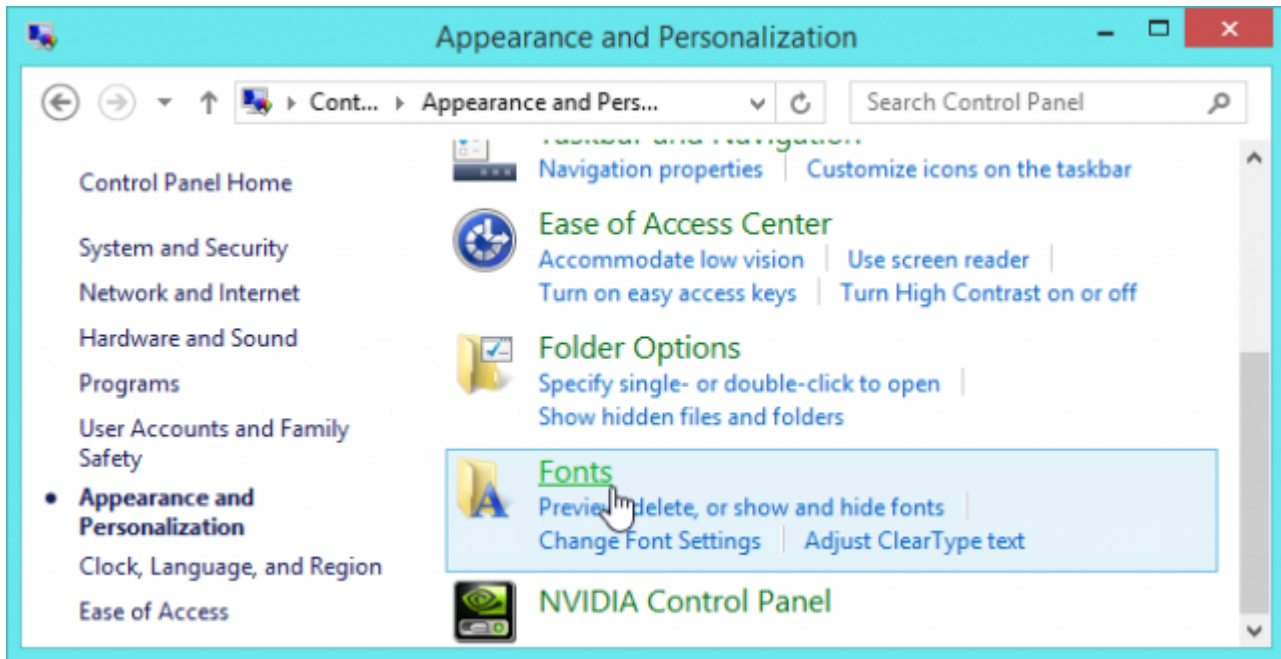 Appearance and Personalization
Cont... Appearance and Pers... Search Control Panel
Control Panel Home
System and Security
Network and Internet
Hardware and Sound
Programs
User Accounts and Family
Safety
Appearance and
Personalization
Clock, Language, and Region
Ease of Access
Taskbar and Navigation
Navigation properties Customize icons on the taskbar
Ease of Access Center
Accommodate low vision Use screen reader
Turn on easy access keys Turn High Contrast on or off
Folder Options
Specify single- or double-click to open
Show hidden files and folders
Fonts
Preview, delete, or show and hide fonts
Change Font Settings Adjust ClearType text
NVIDIA Control Panel